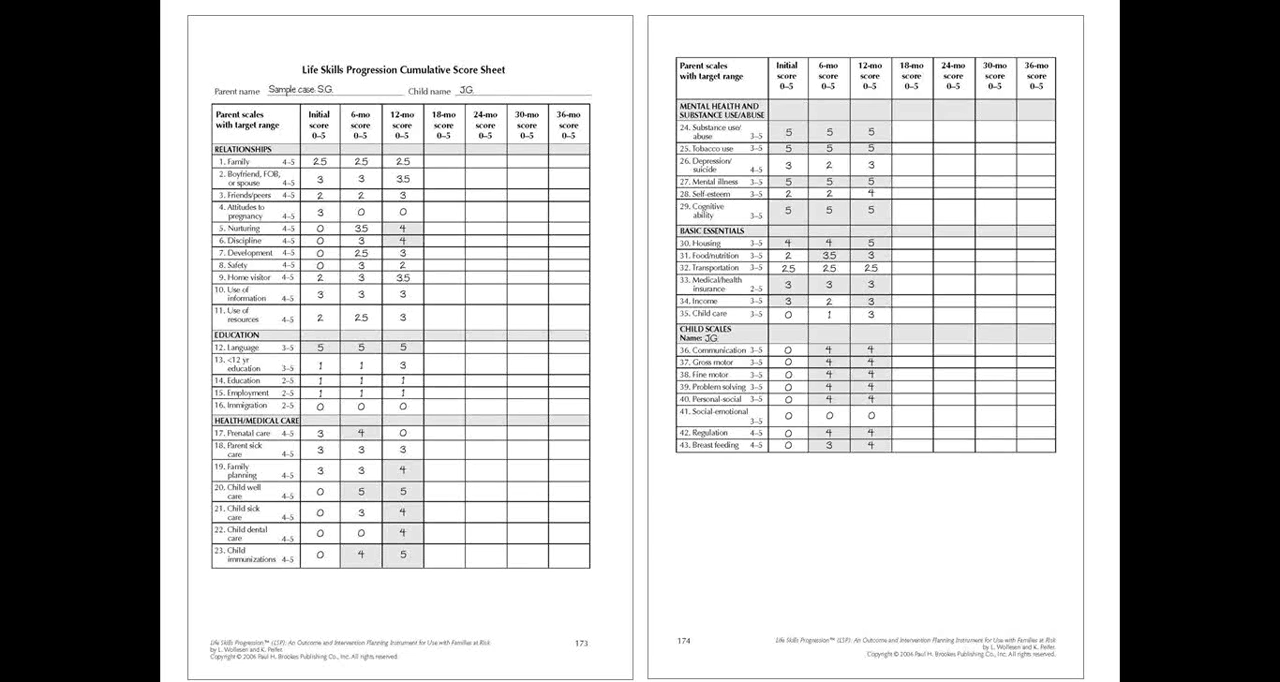 Life Skills Progression Cumulative Score Sheet
Parent name Sample case: S.G. Child name J.G.
Parent scales with target range Initial score 0–5 6-mo score 0–5 12-mo score 0–5 18-mo score 0–5 24-mo score 0–5 30-mo score 0–5 36-mo score 0–5
RELATIONSHIPS
1. Family 4–5 2.5 2.5 2.5
2. Boyfriend, FOB, or spouse 4–5 3 3 3.5
3. Friends/peers 4–5 2 2 3
4. Attitudes to pregnancy 4–5 3 0 0
5. Nurturing 4–5 0 3.5 4
6. Discipline 4–5 0 3 4
7. Development 4–5 0 2.5 3
8. Safety 4–5 0 3 2
9. Home visitor 4–5 2 3 3.5
10. Use of information 4–5 3 3 3
11. Use of resources 4–5 2 2.5 3
EDUCATION
12. Language 3–5 5 5 5
13. <12 yr education 3–5 1 1 3
14. Education 2–5 1 1 1
15. Employment 2–5 1 1 1
16. Immigration 2–5 0 0 0
HEALTH/MEDICAL CARE
17. Prenatal care 4–5 3 4 0
18. Parent sick care 4–5 3 3 3
19. Family planning 4–5 3 3 4
20. Child well care 4–5 0 5 5
21. Child sick care 4–5 0 3 4
22. Child dental care 4–5 0 0 4
23. Child immunizations 4–5 0 4 5
Life Skills Progression™ (LSP): An Outcome and Intervention Planning Instrument for Use with Families at Risk
by L. Wollesen and K. Peifer.
Copyright © 2006 Paul H. Brookes Publishing Co., Inc. All rights reserved.
173
Parent scales with target range Initial score 0–5 6-mo score 0–5 12-mo score 0–5 18-mo score 0–5 24-mo score 0–5 30-mo score 0–5 36-mo score 0–5
MENTAL HEALTH AND SUBSTANCE USE/ABUSE
24. Substance use/abuse 3–5 5 5 5
25. Tobacco use 3–5 5 5 5
26. Depression/suicide 4–5 3 2 3
27. Mental illness 3–5 5 5 5
28. Self-esteem 3–5 2 2 4
29. Cognitive ability 3–5 5 5 5
BASIC ESSENTIALS
30. Housing 3–5 4 4 5
31. Food/nutrition 3–5 2 3.5 3
32. Transportation 3–5 2.5 2.5 2.5
33. Medical/health insurance 2–5 3 3 3
34. Income 3–5 3 2 3
35. Child care 3–5 0 1 3
CHILD SCALES
Name: JG
36. Communication 3–5 0 4 4
37. Gross motor 3–5 0 4 4
38. Fine motor 3–5 0 4 4
39. Problem solving 3–5 0 4 4
40. Personal-social 3–5 0 4 4
41. Social-emotional 3–5 0 0 0
42. Regulation 4–5 0 4 4
43. Breast feeding 4–5 0 3 4
174
Life Skills Progression™ (LSP): An Outcome and Intervention Planning Instrument for Use with Families at Risk
by L. Wollesen and K. Peifer.
Copyright © 2006 Paul H. Brookes Publishing Co., Inc. All rights reserved.